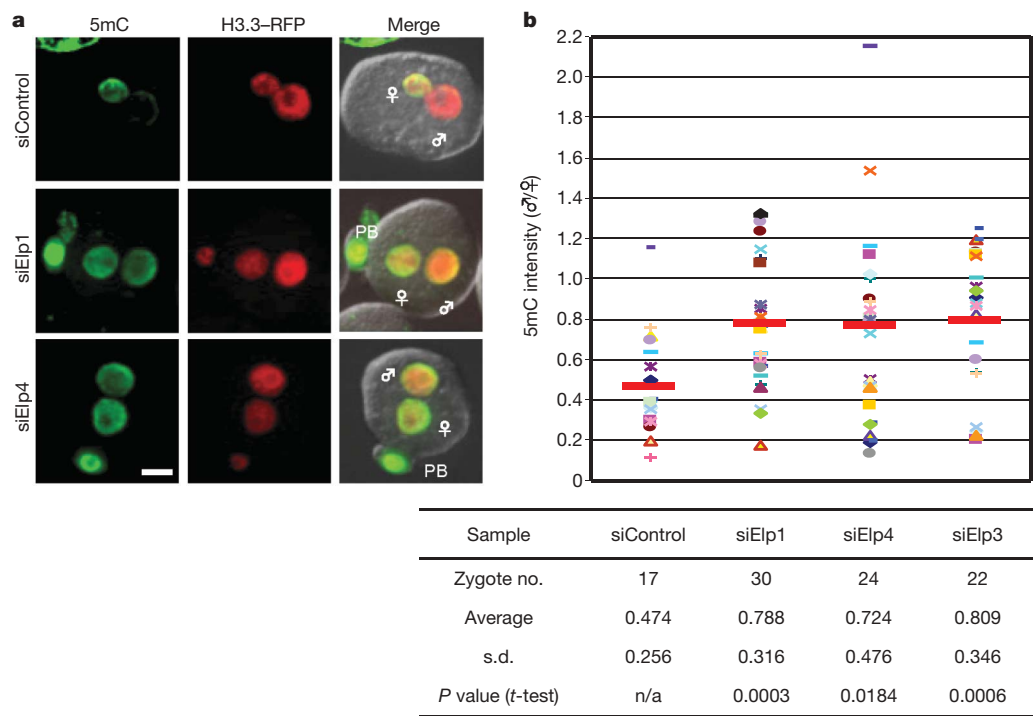 a
5mC H3.3–RFP Merge
siControl
♀
♂
siElp1
PB
♀
♂
siElp4
♂
♀
PB
b
5mC intensity (♂/♀)
2.2
2.0
1.8
1.6
1.4
1.2
1.0
0.8
0.6
0.4
0.2
0
Sample siControl siElp1 siElp4 siElp3
Zygote no. 17 30 24 22
Average 0.474 0.788 0.724 0.809
s.d. 0.256 0.316 0.476 0.346
P value (t-test) n/a 0.0003 0.0184 0.0006